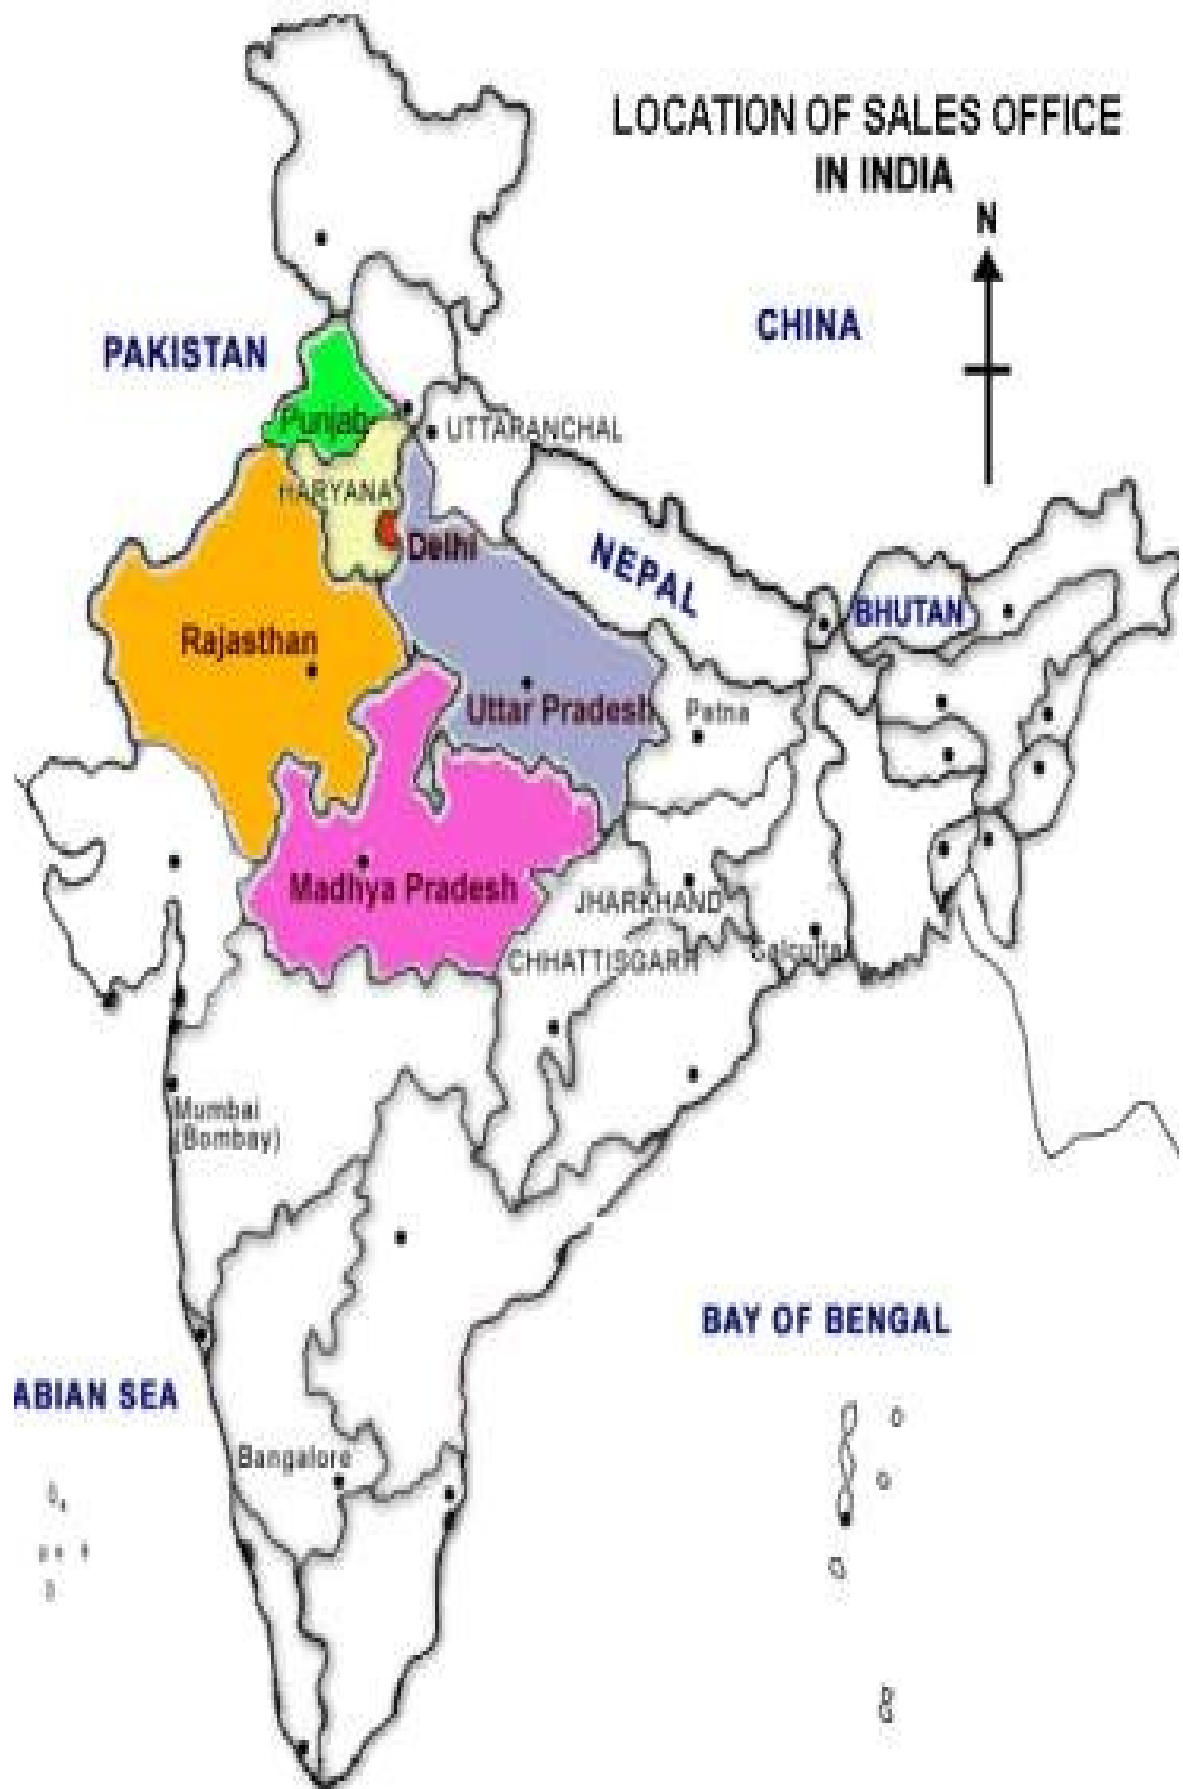 LOCATION OF SALES OFFICE
IN INDIA
N
CHINA
PAKISTAN
Punjab
UTTARANCHAL
HARYANA
Delhi
NEPAL
BHUTAN
Rajasthan
Uttar Pradesh
Patna
Madhya Pradesh
JHARKHAND
CHHATTISGARH
Calcutta
Mumbai
(Bombay)
BAY OF BENGAL
ABIAN SEA
Bangalore